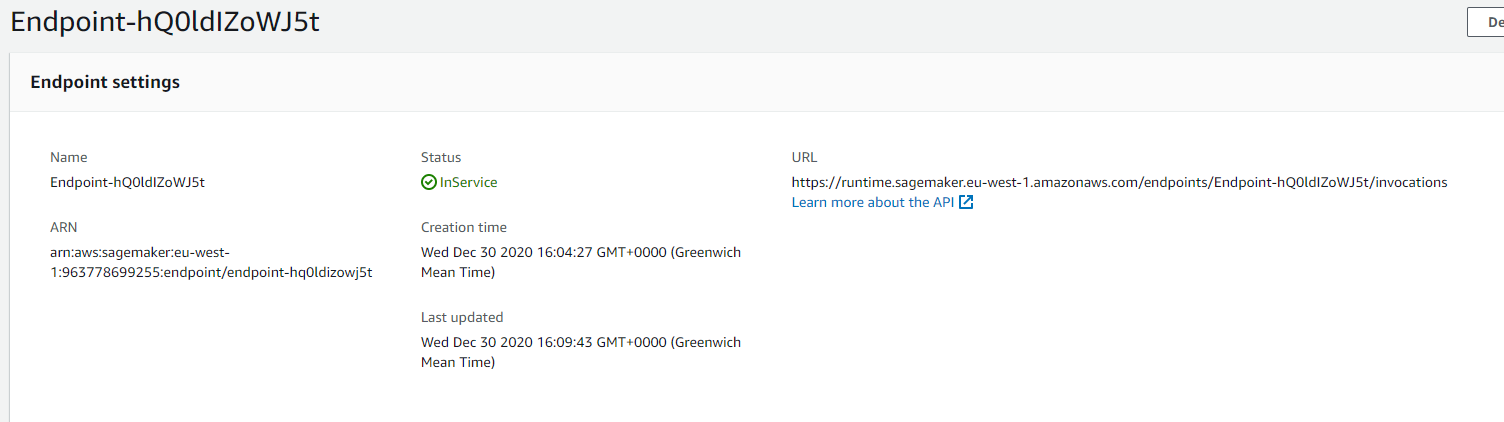 Endpoint-hQ0ldIZoWJ5t
De
Endpoint settings
Name
Endpoint-hQ0ldIZoWJ5t
ARN
arn:aws:sagemaker:eu-west-
1:963778699255:endpoint/endpoint-hq0ldizowj5t
Status
InService
Creation time
Wed Dec 30 2020 16:04:27 GMT+0000 (Greenwich
Mean Time)
Last updated
Wed Dec 30 2020 16:09:43 GMT+0000 (Greenwich
Mean Time)
URL
https://runtime.sagemaker.eu-west-1.amazonaws.com/endpoints/Endpoint-hQ0ldIZoWJ5t/invocations
Learn more about the API